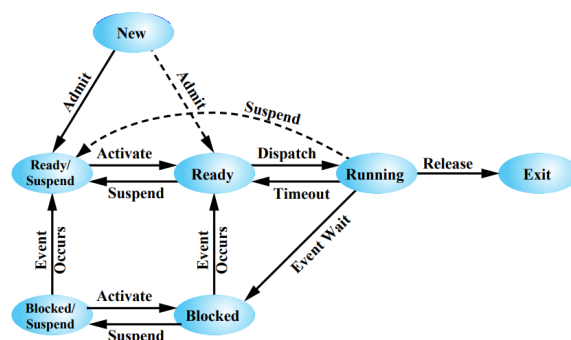 New
Admit
Admit
Suspend
Ready/
Suspend
Activate
Suspend
Ready
Dispatch
Timeout
Running
Release
Exit
Event
Occurs
Event
Occurs
Event Wait
Blocked/
Suspend
Activate
Suspend
Blocked